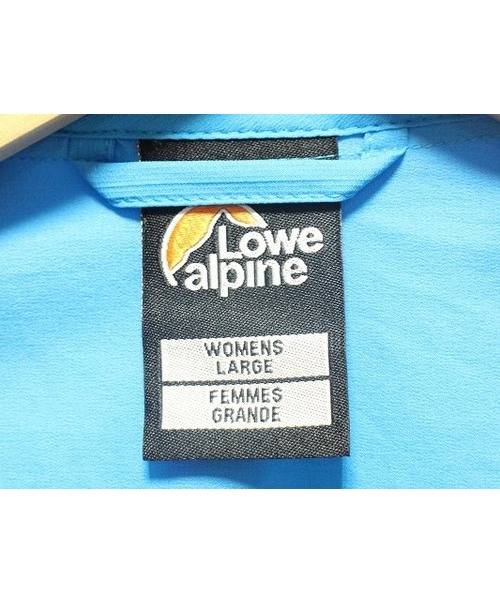 Lowe
alpine
WOMENS
LARGE
FEMMES
GRANDE